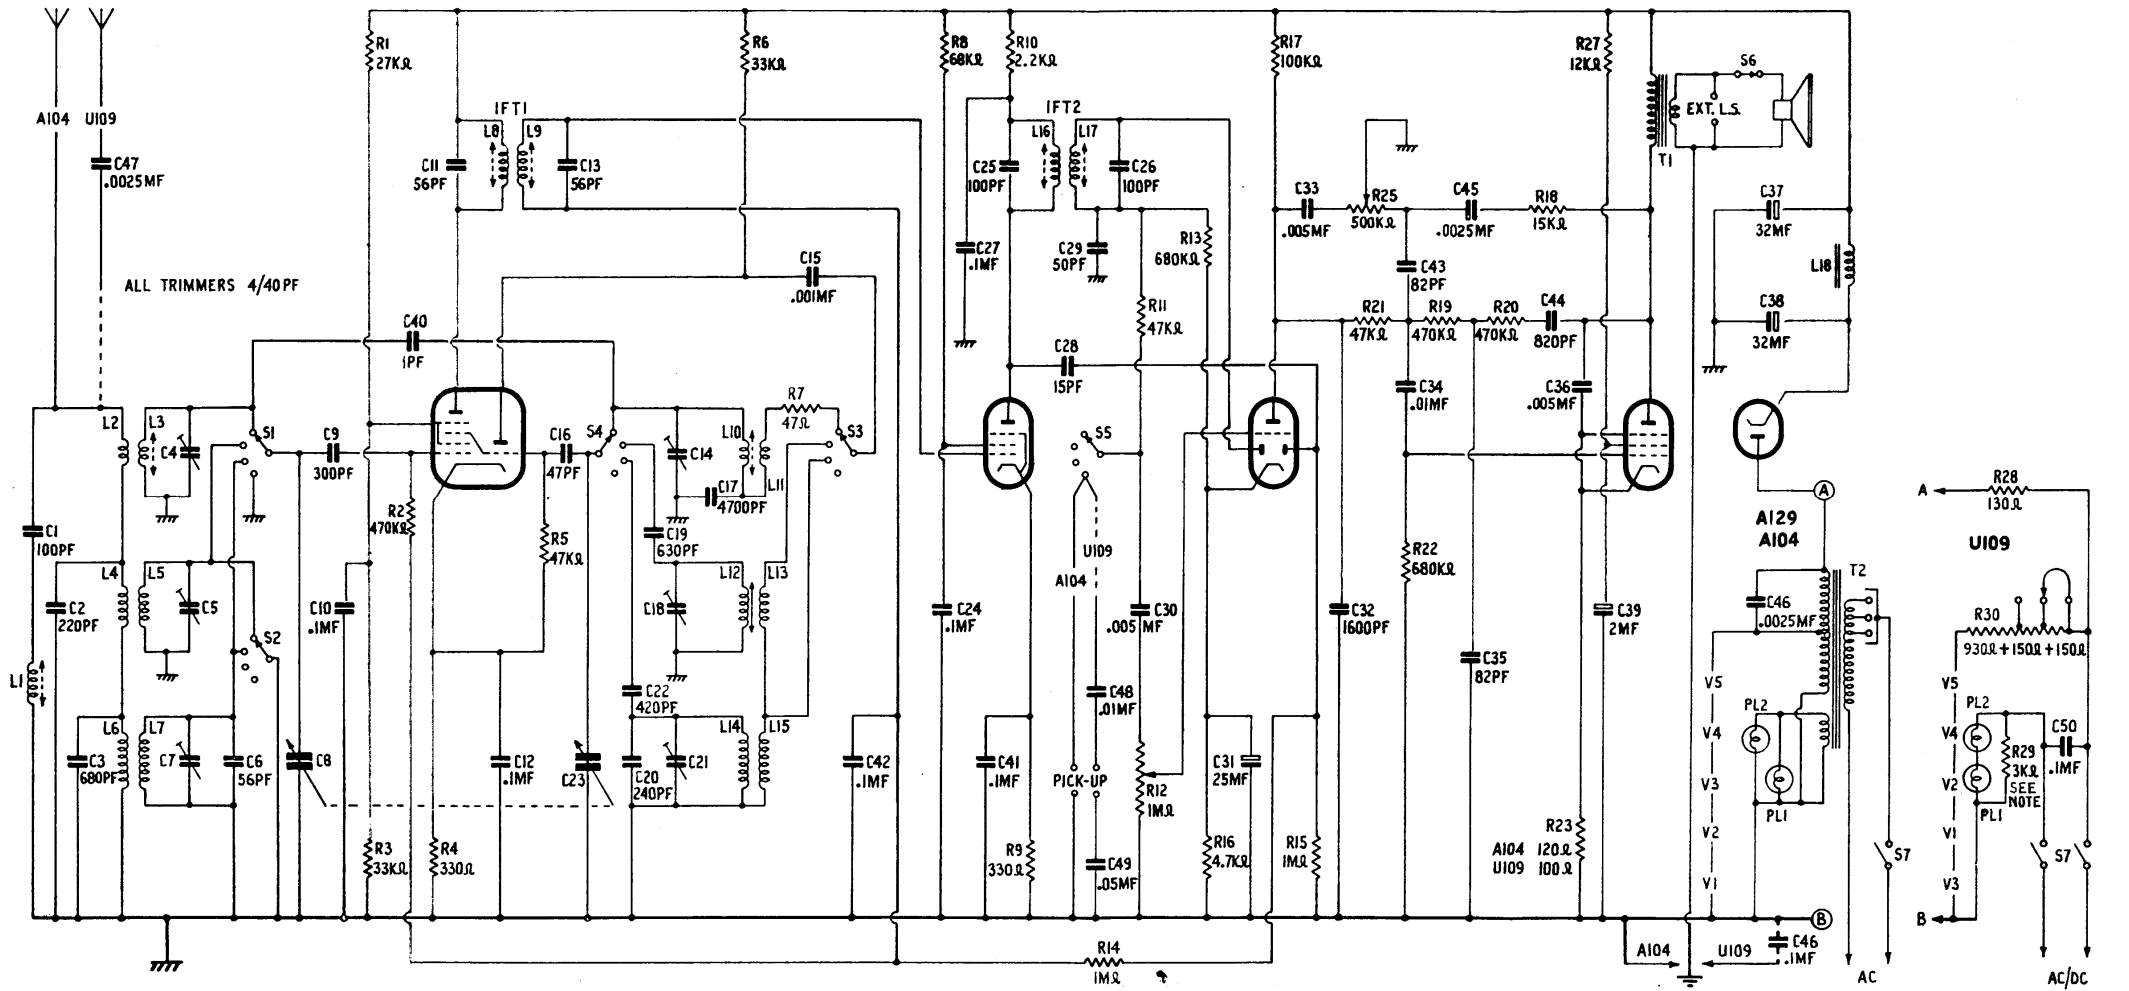 A104
U109
C47
.0025MF
ALL TRIMMERS 4/40PF
R1
27KΩ
R6
33KΩ
IFT1
L8
L9
C11
56PF
C13
56PF
C15
.001MF
C40
1PF
R8
68KΩ
R10
2.2KΩ
IFT2
L16
L17
C25
100PF
C26
100PF
C27
.1MF
C29
50PF
R13
680KΩ
R11
47KΩ
C28
15PF
R17
100KΩ
C33
.005MF
R25
500KΩ
C45
.0025MF
R18
15KΩ
C43
82PF
R21
47KΩ
R19
470KΩ
R20
470KΩ
C44
820PF
C34
.01MF
C36
.005MF
R27
12KΩ
T1
S6
EXT. L.S.
C37
32MF
L18
C38
32MF
L2
L3
C4
S1
C9
300PF
R2
470KΩ
C16
47PF
S4
R5
47KΩ
C14
L10
L11
R7
47Ω
S3
C17
4700PF
C19
630PF
L12
L13
C18
C22
420PF
L14
L15
C20
240PF
C21
C1
100PF
L1
C2
220PF
L4
L5
C5
S2
C10
.1MF
L6
L7
C3
680PF
C7
C6
56PF
C8
R3
33KΩ
R4
330Ω
C12
.1MF
C23
C42
.1MF
C24
.1MF
C41
.1MF
R9
330Ω
S5
U109
A104
C48
.01MF
PICK-UP
C49
.05MF
C30
.005MF
R12
1MΩ
R16
4.7KΩ
C31
25MF
R15
1MΩ
R14
1MΩ
C32
1600PF
R22
680KΩ
C35
82PF
C39
2MF
R23
A104 120Ω
U109 100Ω
A
A129
A104
T2
C46
.0025MF
V5
V4
V3
V2
V1
PL2
PL1
S7
B
A104
U109
C46
.1MF
AC
A
R28
130Ω
U109
R30
930Ω+150Ω+150Ω
V5
V4
V2
V1
V3
PL2
PL1
R29
3KΩ
SEE
NOTE
C50
.1MF
S7
B
AC/DC